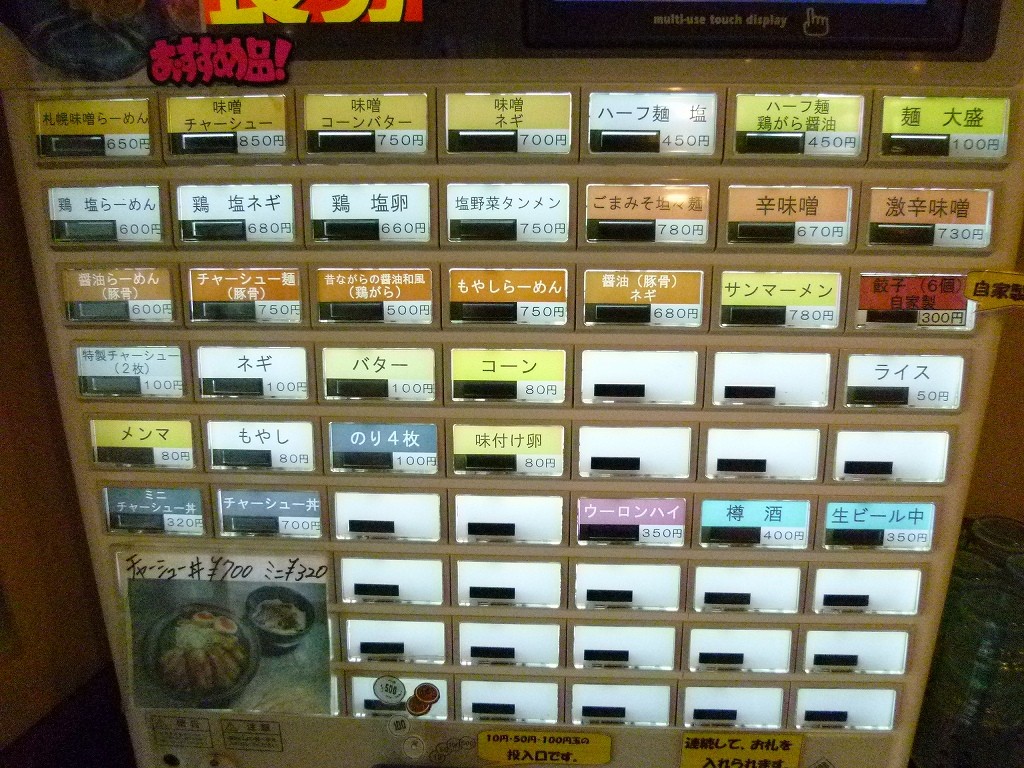 multi-use touch display
おすすめ品!
札幌味噌らーめん
650円
味噌
チャーシュー
850円
味噌
コーンバター
750円
味噌
ネギ
700円
ハーフ麺 塩
450円
ハーフ麺
鶏がら醤油
450円
麺 大盛
100円
鶏 塩らーめん
600円
鶏 塩ネギ
680円
鶏 塩卵
660円
塩野菜タンメン
750円
ごまみそ坦々麺
780円
辛味噌
670円
激辛味噌
730円
醤油らーめん
(豚骨)
600円
チャーシュー麺
(豚骨)
750円
昔ながらの醤油和風
(鶏がら)
500円
もやしらーめん
750円
醤油(豚骨)
ネギ
680円
サンマーメン
780円
餃子(6個)
自家製
300円
自家製
特製チャーシュー
(2枚)
100円
ネギ
100円
バター
100円
コーン
80円
ライス
50円
メンマ
80円
もやし
80円
のり4枚
100円
味付け卵
80円
ミニ
チャーシュー丼
320円
チャーシュー丼
700円
ウーロンハイ
350円
樽 酒
400円
生ビール中
350円
チャーシュー丼¥700 ミニ¥320
500
100
注意
10円・50円・100円玉の
投入口です。
連続して、お札を
入れられます。